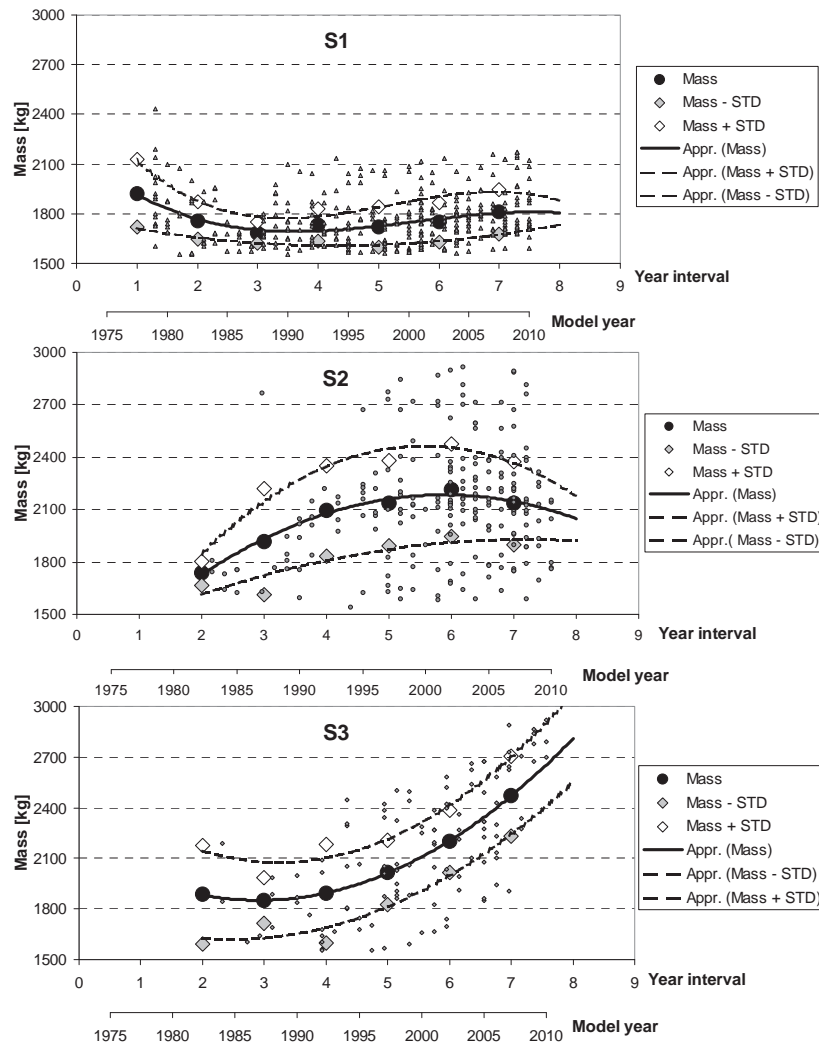 3000
S1
2700
2400
2100
1800
1500
Mass [kg]
0 1 2 3 4 5 6 7 8 9
Year interval
1975 1980 1985 1990 1995 2000 2005 2010
Model year
Mass
Mass - STD
Mass + STD
Appr. (Mass)
Appr. (Mass + STD)
Appr. (Mass - STD)
3000
S2
2700
2400
2100
1800
1500
Mass [kg]
0 1 2 3 4 5 6 7 8 9
Year interval
1975 1980 1985 1990 1995 2000 2005 2010
Model year
Mass
Mass - STD
Mass + STD
Appr. (Mass)
Appr. (Mass + STD)
Appr.( Mass - STD)
3000
S3
2700
2400
2100
1800
1500
Mass [kg]
0 1 2 3 4 5 6 7 8 9
Year interval
1975 1980 1985 1990 1995 2000 2005 2010
Model year
Mass
Mass - STD
Mass + STD
Appr. (Mass)
Appr. (Mass - STD)
Appr. (Mass + STD)